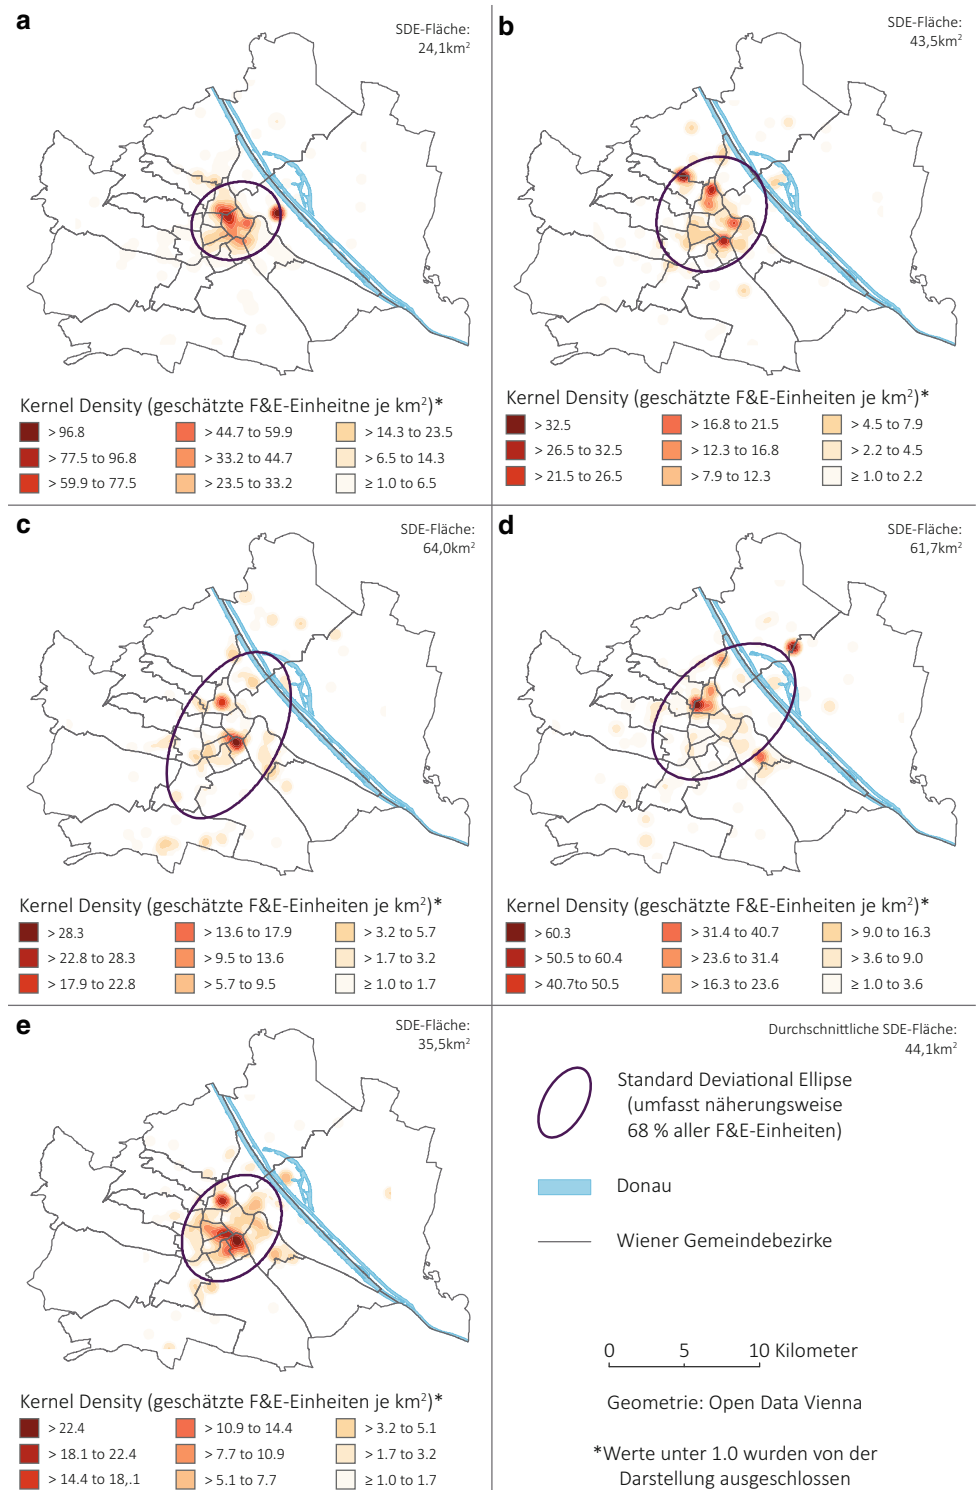 a
SDE-Fläche:
24,1km²
Kernel Density (geschätzte F&E-Einheitne je km²)*
> 96.8
> 77.5 to 96.8
> 59.9 to 77.5
> 44.7 to 59.9
> 33.2 to 44.7
> 23.5 to 33.2
> 14.3 to 23.5
> 6.5 to 14.3
≥ 1.0 to 6.5
b
SDE-Fläche:
43,5km²
Kernel Density (geschätzte F&E-Einheiten je km²)*
> 32.5
> 26.5 to 32.5
> 21.5 to 26.5
> 16.8 to 21.5
> 12.3 to 16.8
> 7.9 to 12.3
> 4.5 to 7.9
> 2.2 to 4.5
≥ 1.0 to 2.2
c
SDE-Fläche:
64,0km²
Kernel Density (geschätzte F&E-Einheiten je km²)*
> 28.3
> 22.8 to 28.3
> 17.9 to 22.8
> 13.6 to 17.9
> 9.5 to 13.6
> 5.7 to 9.5
> 3.2 to 5.7
> 1.7 to 3.2
≥ 1.0 to 1.7
d
SDE-Fläche:
61,7km²
Kernel Density (geschätzte F&E-Einheiten je km²)*
> 60.3
> 50.5 to 60.4
> 40.7to 50.5
> 31.4 to 40.7
> 23.6 to 31.4
> 16.3 to 23.6
> 9.0 to 16.3
> 3.6 to 9.0
≥ 1.0 to 3.6
e
SDE-Fläche:
35,5km²
Kernel Density (geschätzte F&E-Einheiten je km²)*
> 22.4
> 18.1 to 22.4
> 14.4 to 18,.1
> 10.9 to 14.4
> 7.7 to 10.9
> 5.1 to 7.7
> 3.2 to 5.1
> 1.7 to 3.2
≥ 1.0 to 1.7
Durchschnittliche SDE-Fläche:
44,1km²
Standard Deviational Ellipse
(umfasst näherungsweise
68 % aller F&E-Einheiten)
Donau
Wiener Gemeindebezirke
0 5 10 Kilometer
Geometrie: Open Data Vienna
*Werte unter 1.0 wurden von der
Darstellung ausgeschlossen